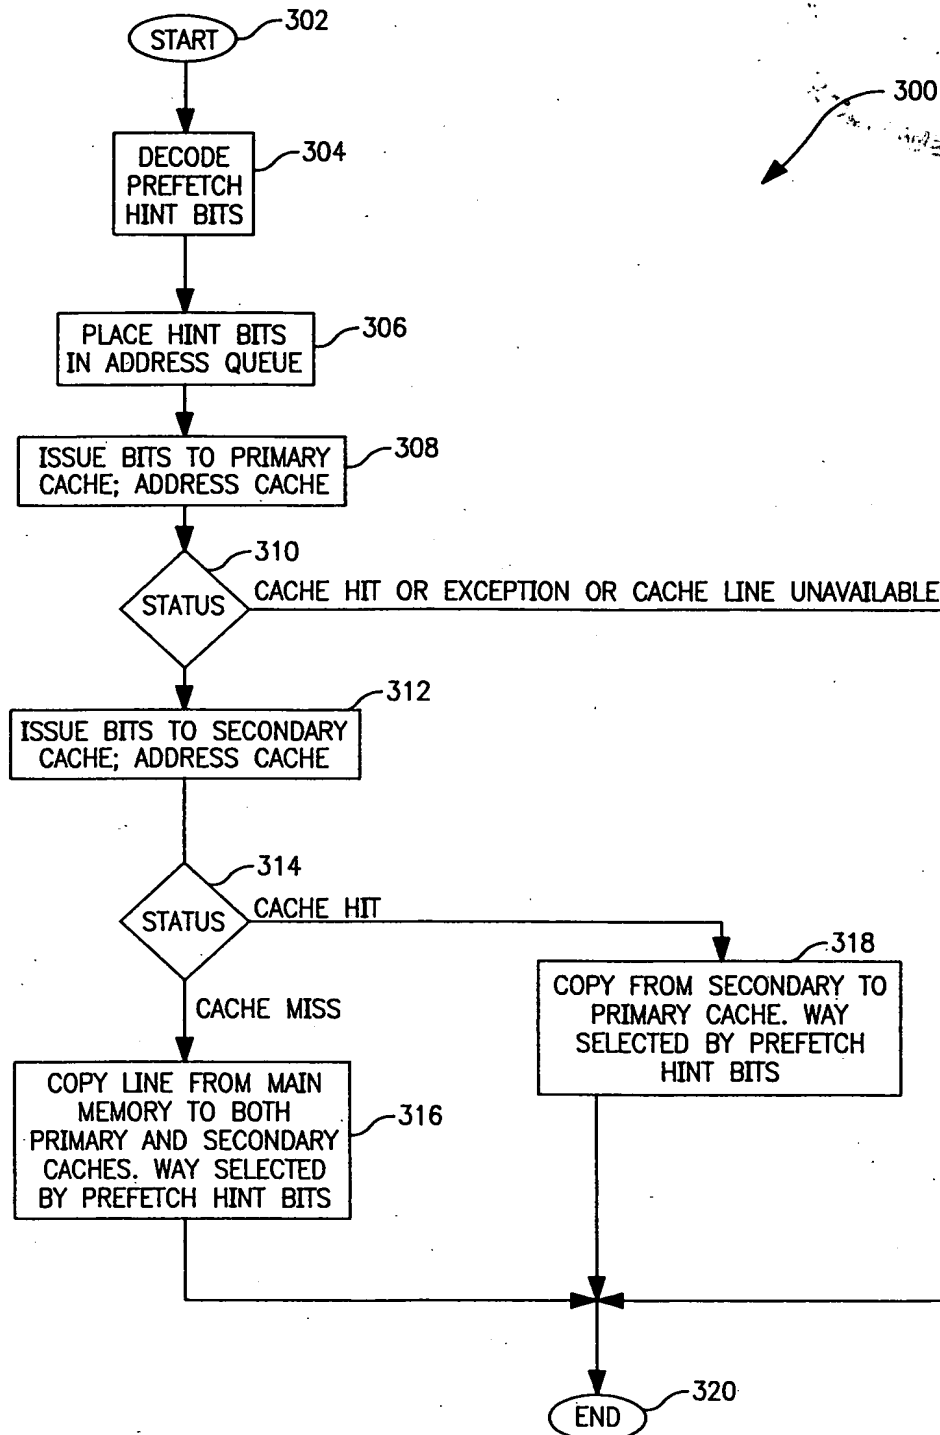 START
302
300
DECODE
PREFETCH
HINT BITS
304
PLACE HINT BITS
IN ADDRESS QUEUE
306
ISSUE BITS TO PRIMARY
CACHE; ADDRESS CACHE
308
310
STATUS
CACHE HIT OR EXCEPTION OR CACHE LINE UNAVAILABLE
312
ISSUE BITS TO SECONDARY
CACHE; ADDRESS CACHE
314
STATUS
CACHE HIT
318
COPY FROM SECONDARY TO
PRIMARY CACHE. WAY
SELECTED BY PREFETCH
HINT BITS
CACHE MISS
COPY LINE FROM MAIN
MEMORY TO BOTH
PRIMARY AND SECONDARY
CACHES. WAY SELECTED
BY PREFETCH HINT BITS
316
END
320